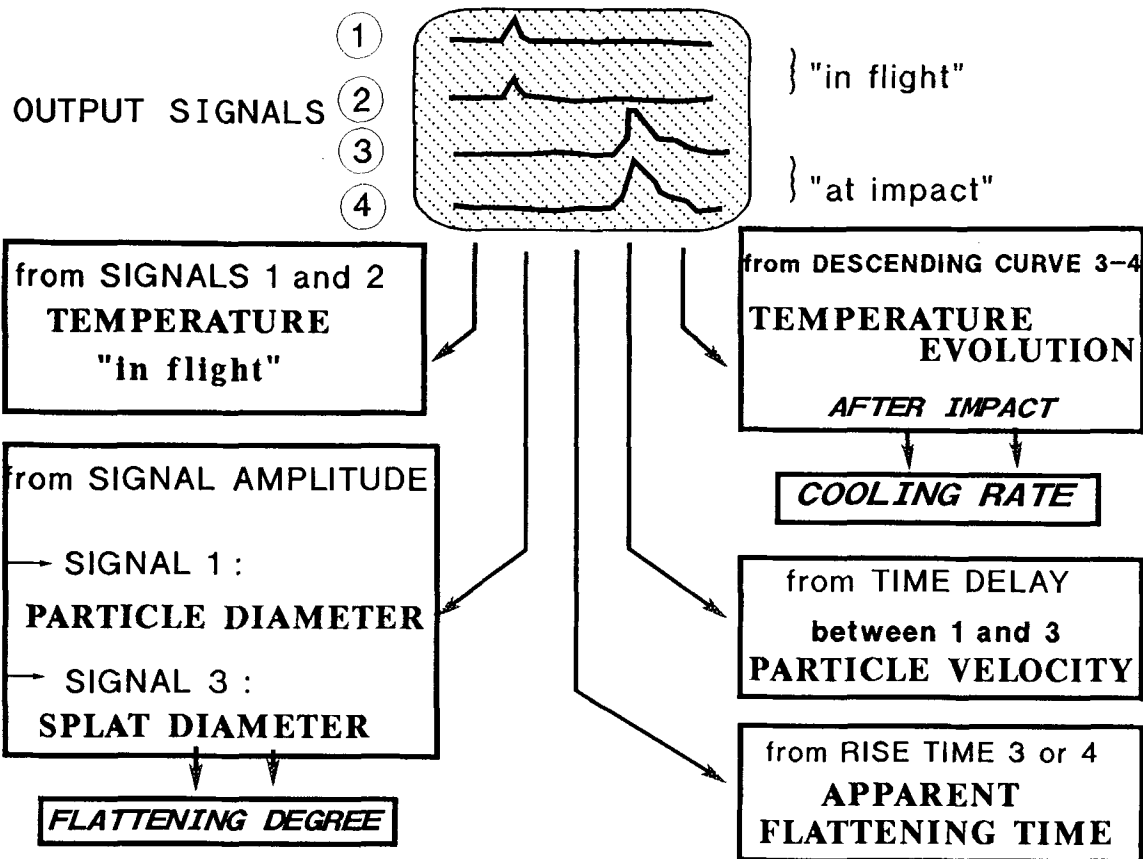 1
"in flight"
OUTPUT SIGNALS
2
3
"at impact"
4
from SIGNALS 1 and 2
TEMPERATURE
"in flight"
from DESCENDING CURVE 3-4
TEMPERATURE
EVOLUTION
AFTER IMPACT
COOLING RATE
from SIGNAL AMPLITUDE
SIGNAL 1 :
PARTICLE DIAMETER
SIGNAL 3 :
SPLAT DIAMETER
FLATTENING DEGREE
from TIME DELAY
between 1 and 3
PARTICLE VELOCITY
from RISE TIME 3 or 4
APPARENT
FLATTENING TIME